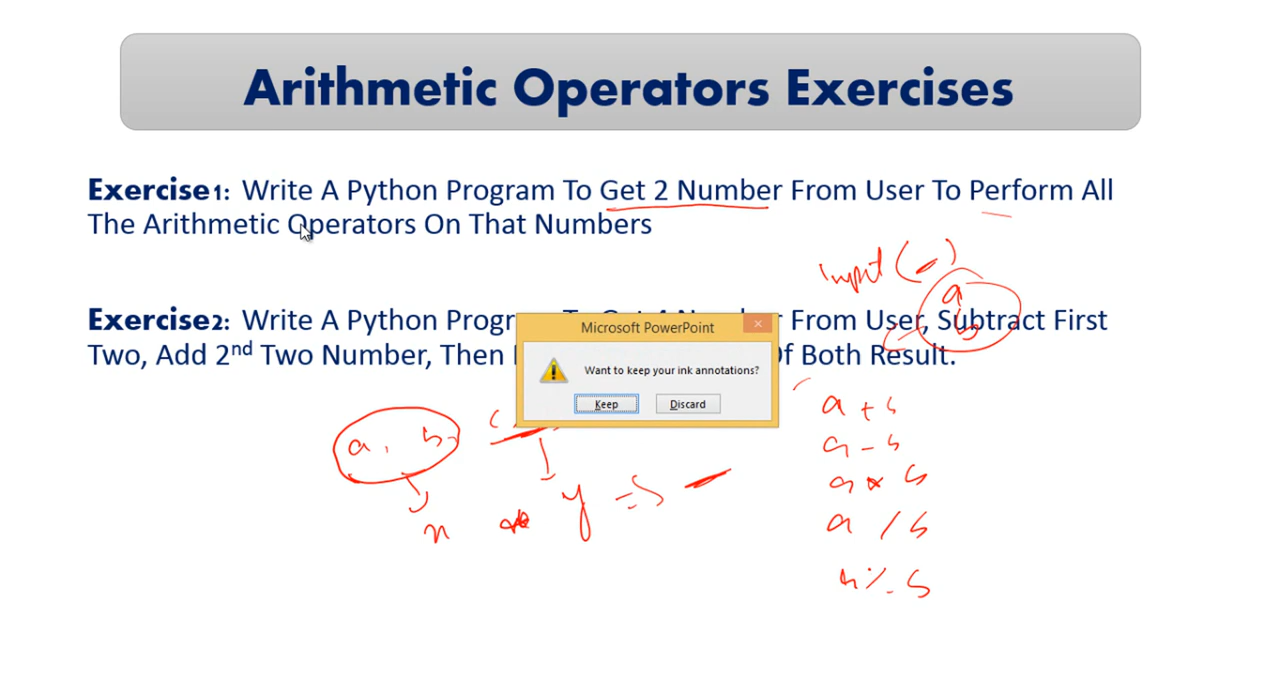 Arithmetic Operators Exercises
Exercise1: Write A Python Program To Get 2 Number From User To Perform All
The Arithmetic Operators On That Numbers
input (
a
b
Exercise2: Write A Python Progr From User, Subtract First
Two, Add 2nd Two Number, Then Of Both Result.
Microsoft PowerPoint
Want to keep your ink annotations?
Keep Discard
a, b,
x * y =>
a + b
a - b
a * b
a / b
a % b